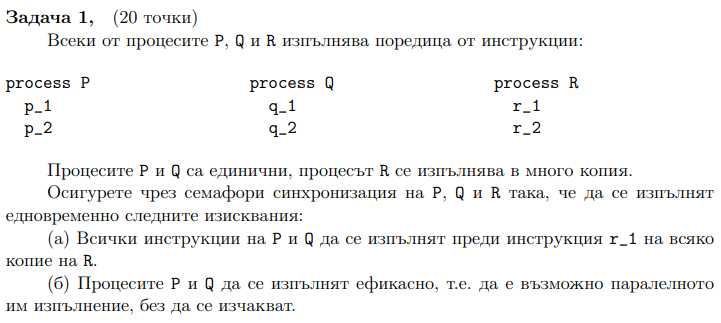 Задача 1, (20 точки)
Всеки от процесите P, Q и R изпълнява поредица от инструкции:
process P process Q process R
p_1 q_1 r_1
p_2 q_2 r_2
Процесите P и Q са единични, процесът R се изпълнява в много копия.
Осигурете чрез семафори синхронизация на P, Q и R така, че да се изпълнят
едновременно следните изисквания:
(а) Всички инструкции на P и Q да се изпълнят преди инструкция r_1 на всяко
копие на R.
(б) Процесите P и Q да се изпълнят ефикасно, т.е. да е възможно паралелното
им изпълнение, без да се изчакват.